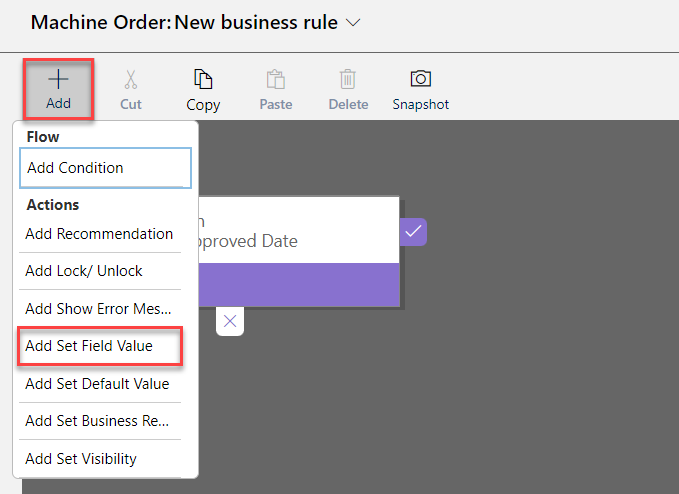 Machine Order: New business rule
Add
Cut
Copy
Paste
Delete
Snapshot
Flow
Add Condition
Actions
Add Recommendation
Add Lock/ Unlock
Add Show Error Mes...
Add Set Field Value
Add Set Default Value
Add Set Business Re...
Add Set Visibility
proved Date